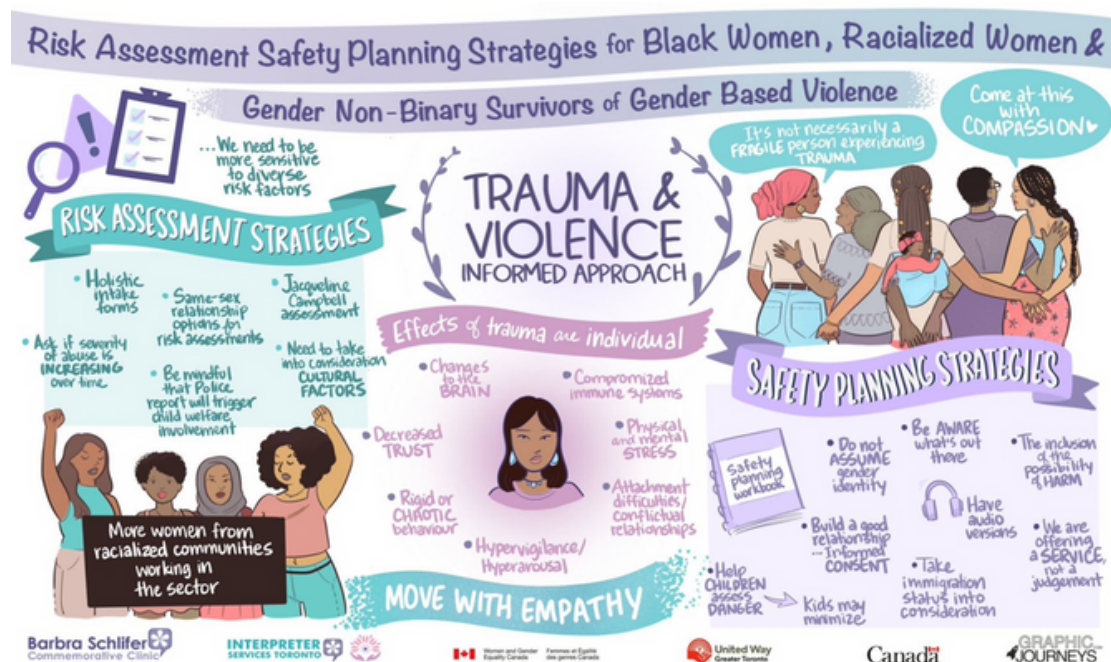 Risk Assessment Safety Planning Strategies for Black Women, Racialized Women &
Gender Non-Binary Survivors of Gender Based Violence
...We need to be
more sensitive
to diverse
risk factors
RISK ASSESSMENT STRATEGIES
• Holistic
intake
forms
• Same-sex
relationship
options for
risk assessments
• Jacqueline
Campbell
assessment
• Ask if severity
of abuse is
INCREASING
over time
• Be mindful
that Police
report will trigger
child welfare
involvement
• Need to take
into consideration
CULTURAL
FACTORS
More women from
racialized communities
working in
the sector
TRAUMA &
VIOLENCE
INFORMED APPROACH
Effects of trauma are individual
• Changes
to the
BRAIN
• Compromized
immune systems
• Decreased
TRUST
• Physical
and mental
STRESS
• Rigid or
CHAOTIC
behaviour
• Attachment
difficulties/
conflictual
relationships
• Hypervigilance/
Hyperarousal
MOVE WITH EMPATHY
It's not necessarily a
FRAGILE person experiencing
TRAUMA
Come at this
with
COMPASSION
SAFETY PLANNING STRATEGIES
Safety
planning
workbook
• Do not
ASSUME
gender
identity
• Be AWARE
what's out
there
• The inclusion
of the
possibility
of HARM
• Build a good
relationship
... Informed
CONSENT
• Have
audio
versions
• We are
offering
a SERVICE,
not a
judgement
• Help
CHILDREN
assess
DANGER
Kids may
minimize
• Take
immigration
status into
consideration
Barbra Schlifer
Commemorative Clinic
INTERPRETER
SERVICES TORONTO
Women and Gender
Equality Canada
Femmes et Égalité
des genres Canada
United Way
Greater Toronto
Canada
GRAPHIC
JOURNEYS